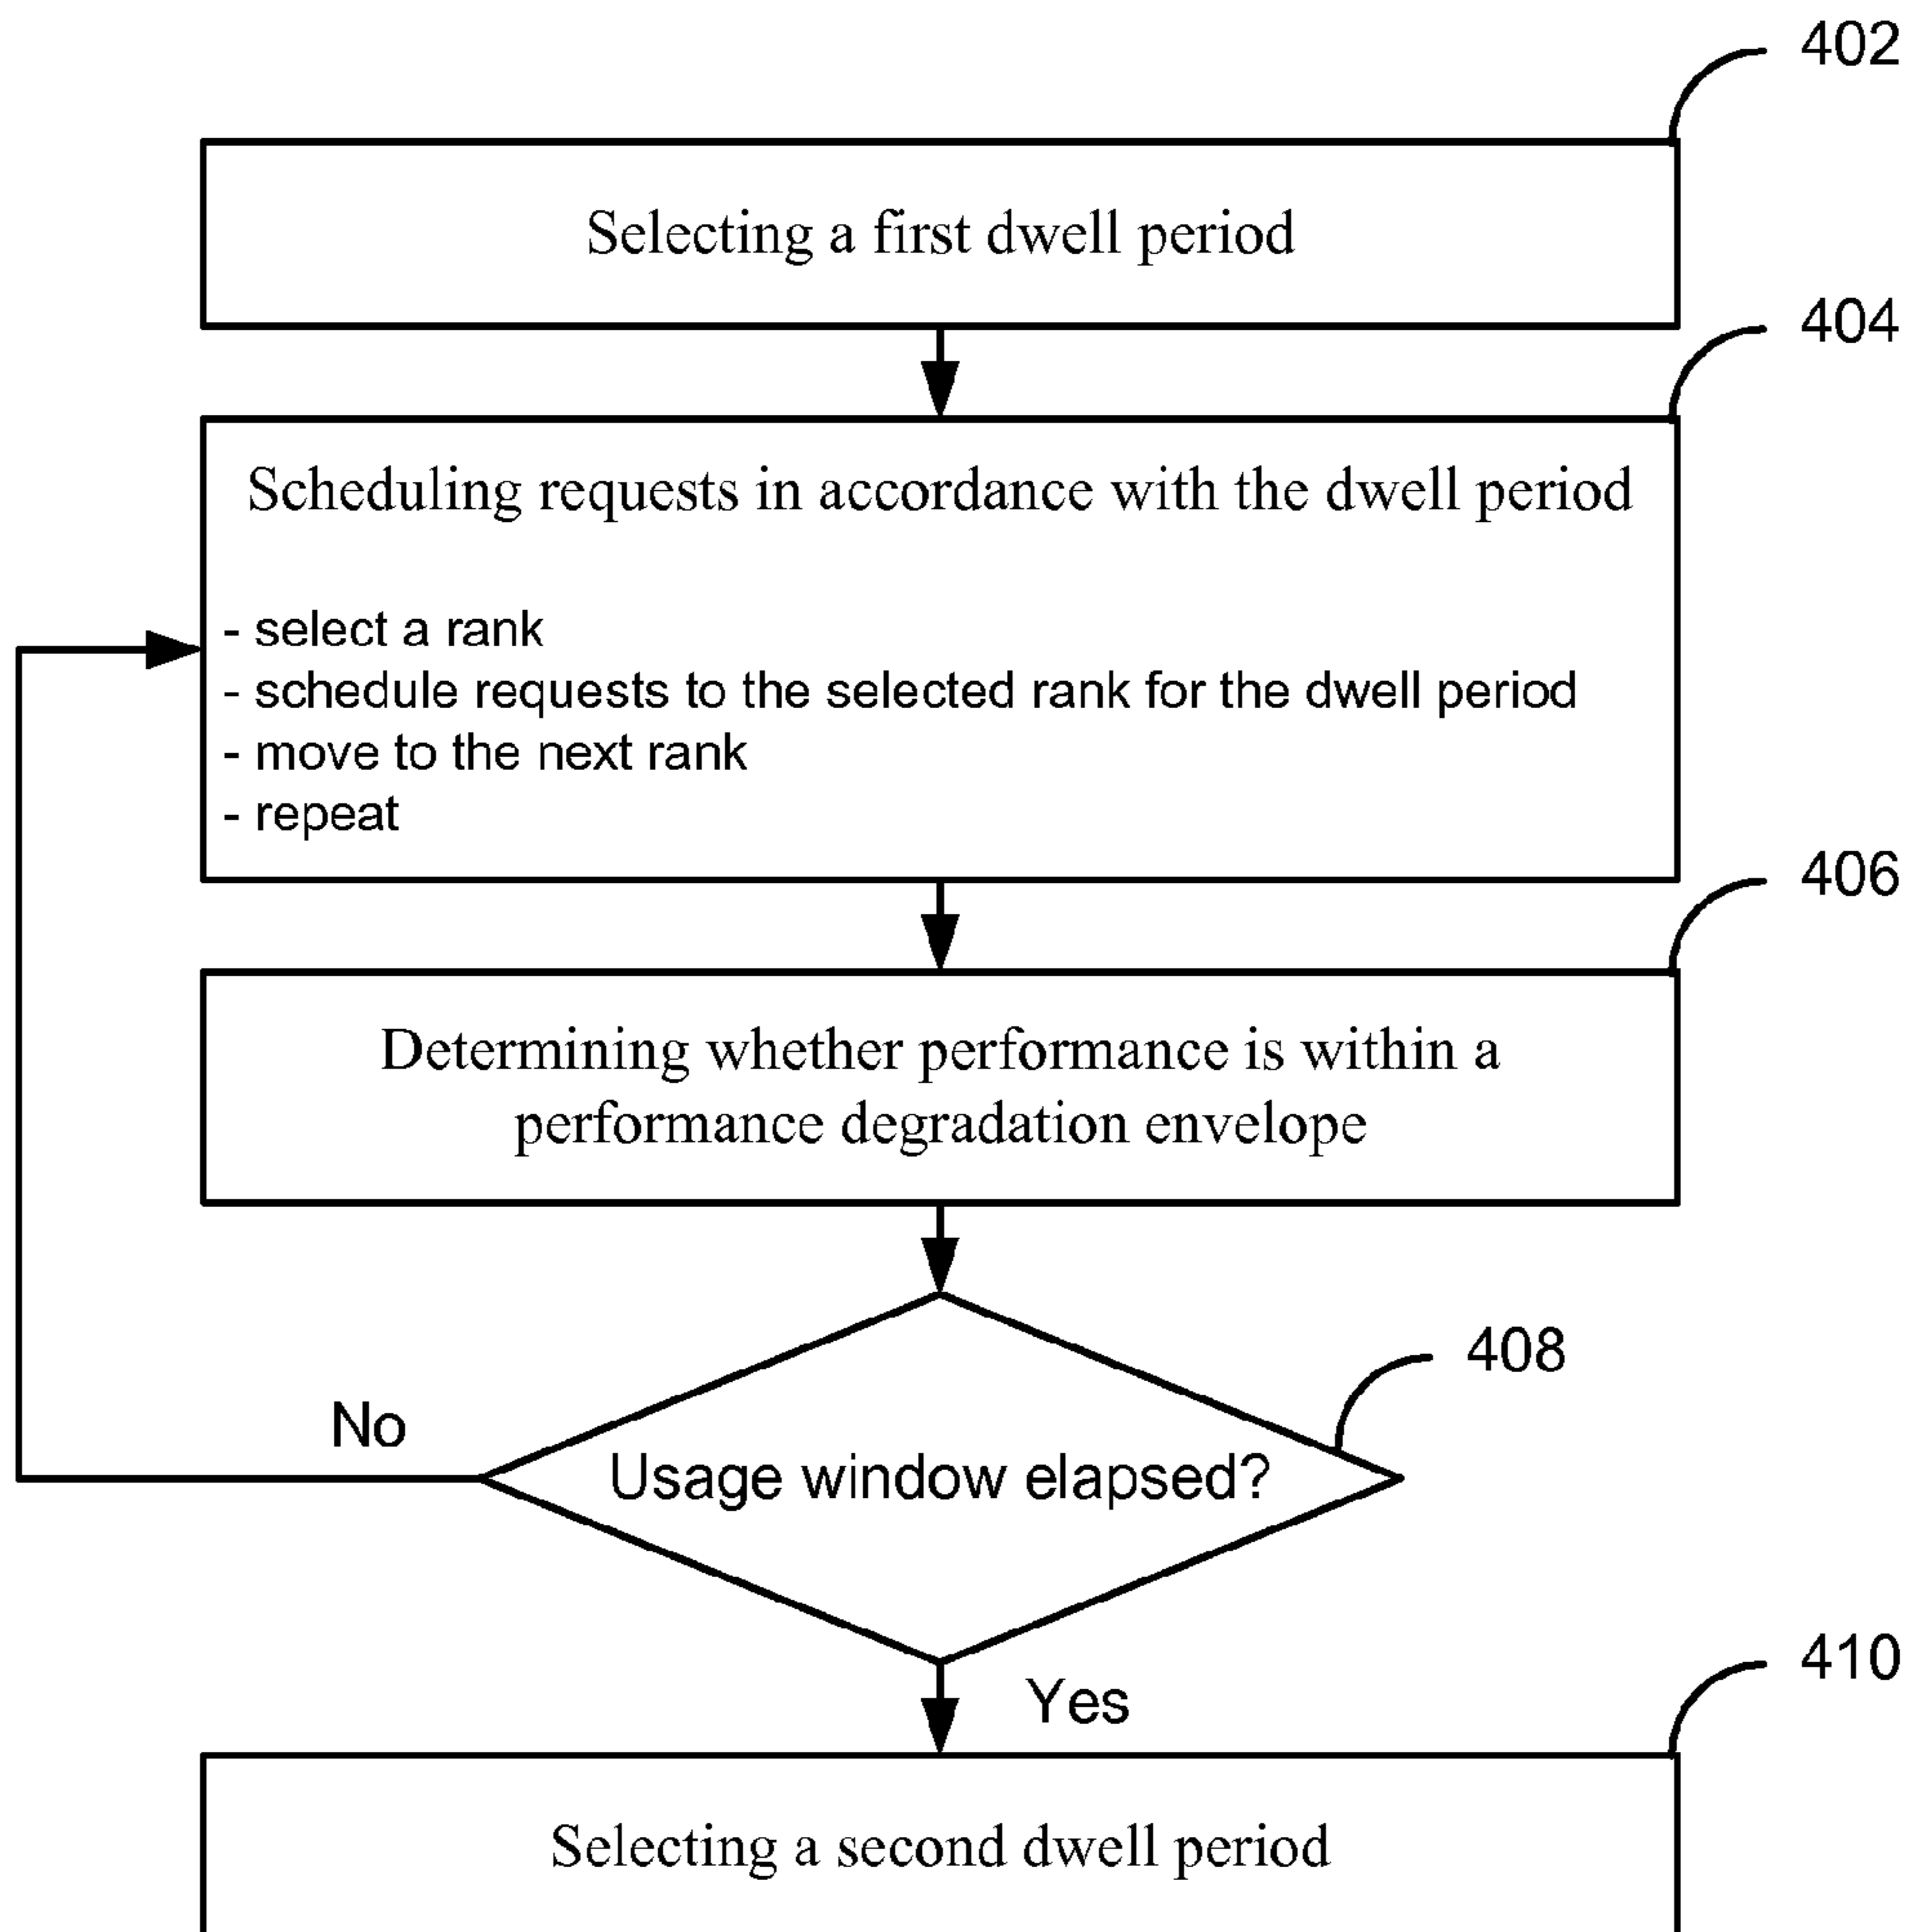 402
Selecting a first dwell period
404
Scheduling requests in accordance with the dwell period
- select a rank
- schedule requests to the selected rank for the dwell period
- move to the next rank
- repeat
406
Determining whether performance is within a
performance degradation envelope
408
No
Usage window elapsed?
Yes
410
Selecting a second dwell period